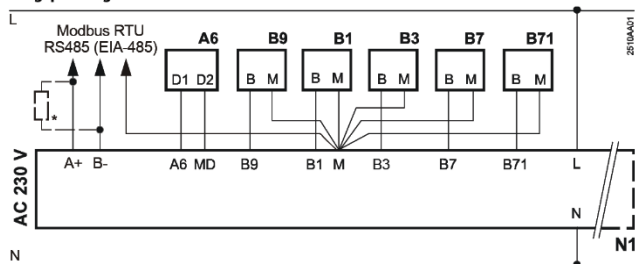 L
Modbus RTU
RS485 (EIA-485)
A6 B9 B1 B3 B7 B71
D1 D2 B M B M B M B M B M
*
A+ B- A6 MD B9 B1 M B3 B7 B71 L
AC 230 V
N
N1
N
2510AA01